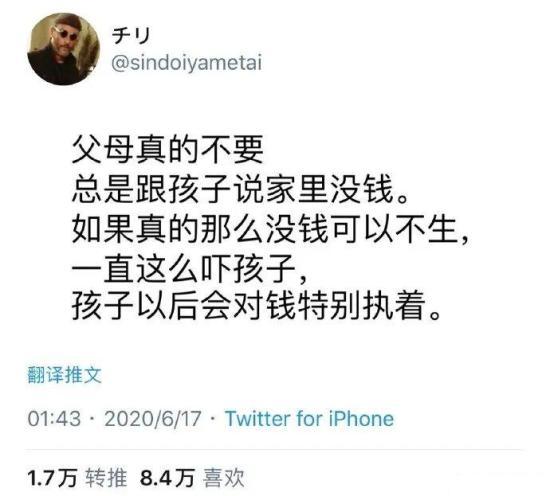 チリ
@sindoiyametai
父母真的不要
总是跟孩子说家里没钱。
如果真的那么没钱可以不生，
一直这么吓孩子，
孩子以后会对钱特别执着。
翻译推文
01:43 · 2020/6/17 · Twitter for iPhone
1.7万 转推 8.4万 喜欢